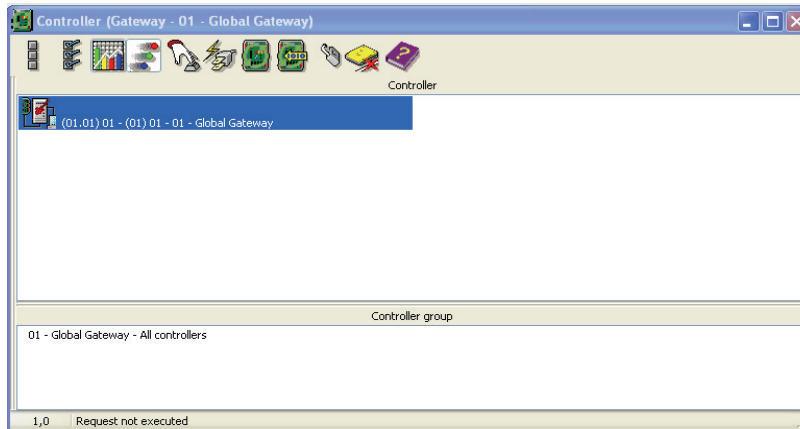 Controller (Gateway - 01 - Global Gateway)
Controller
(01.01) 01 - (01) 01 - 01 - Global Gateway
Controller group
01 - Global Gateway - All controllers
1,0 Request not executed